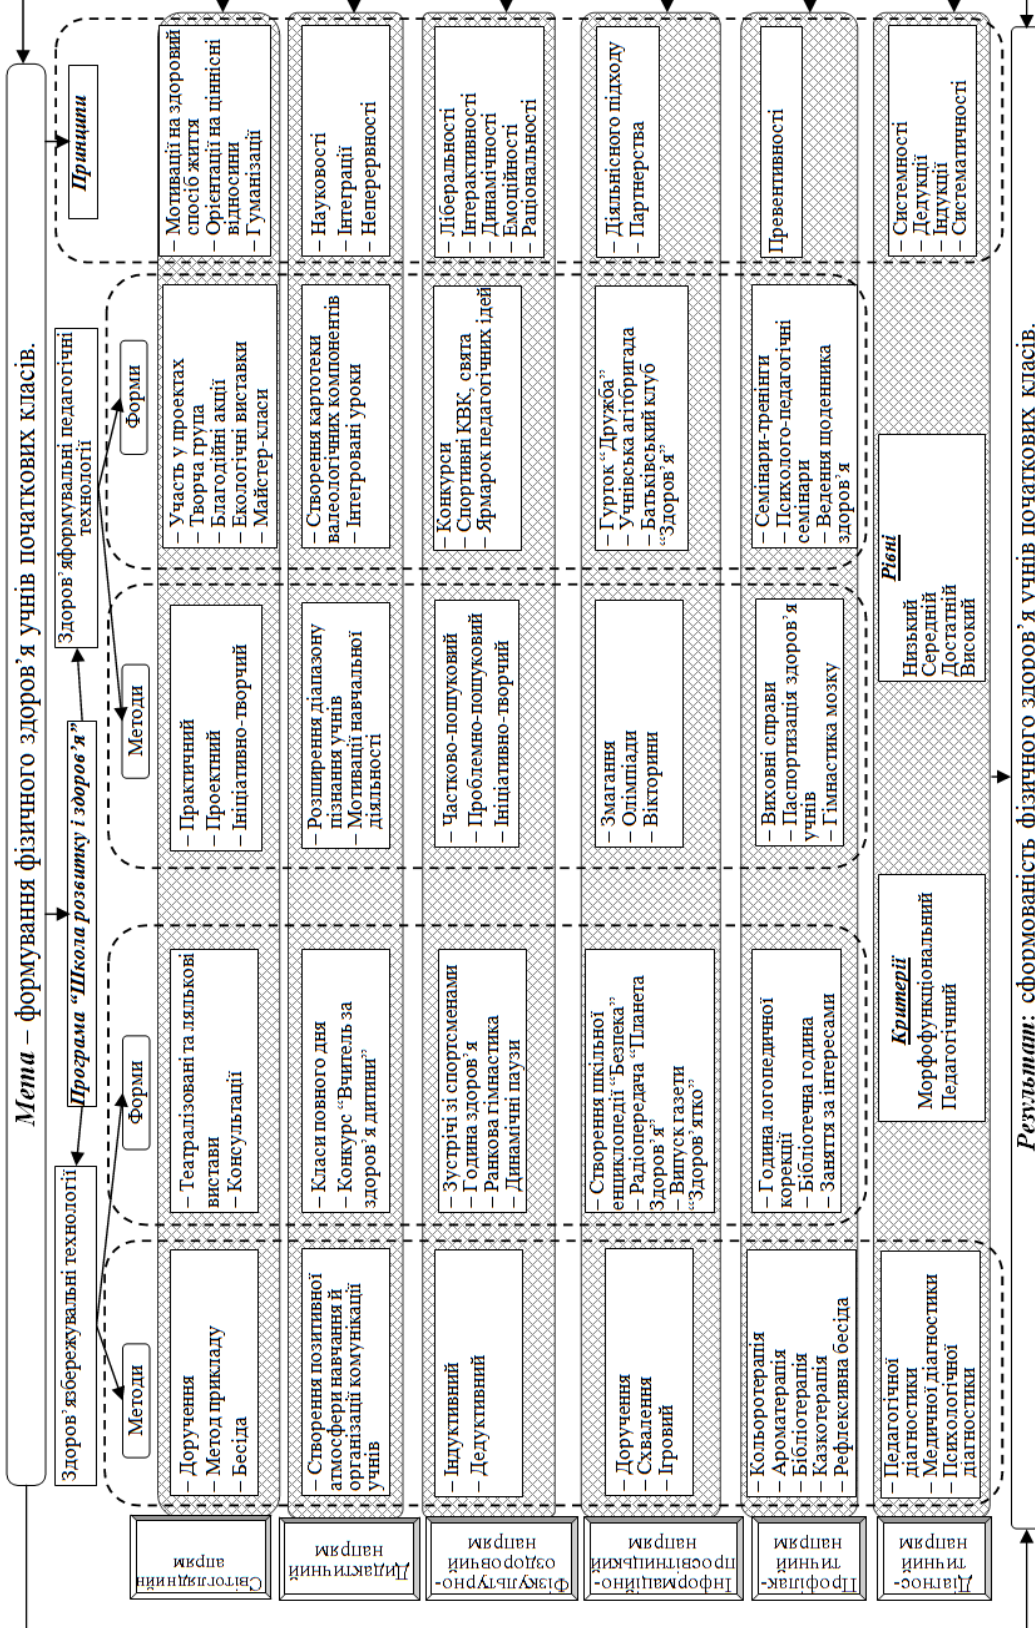 Мета – формування фізичного здоров’я учнів початкових класів.
Програма “Школа розвитку і здоров’я”
Здоров’язбережувальні технології
Здоров’яформувальні педагогічні
технології
Принципи
Методи
Форми
Методи
Форми
Світоглядний
апрям
– Доручення
– Метод прикладу
– Бесіда
– Театралізовані та лялькові
вистави
– Консультації
– Практичний
– Проектний
– Ініціативно-творчий
– Участь у проектах
– Творча група
– Благодійні акції
– Екологічні виставки
– Майстер-класи
– Мотивації на здоровий
спосіб життя
– Орієнтації на ціннісні
відносини
– Гуманізації
Дидактичний
напрям
– Створення позитивної
атмосфери навчання й
організації комунікації
учнів
– Класи повного дня
– Конкурс “Вчитель за
здоров’я дитини”
– Розширення діапазону
пізнання учнів
– Мотивації навчальної
діяльності
– Створення картотеки
валеологічних компонентів
– Інтегровані уроки
– Науковості
– Інтеграції
– Неперервності
Фізкультурно-
оздоровчий
напрям
– Індуктивний
– Дедуктивний
– Зустрічі зі спортсменами
– Година здоров’я
– Ранкова гімнастика
– Динамічні паузи
– Частково-пошуковий
– Проблемно-пошуковий
– Ініціативно-творчий
– Конкурси
– Спортивні КВК, свята
– Ярмарок педагогічних ідей
– Ліберальності
– Інтерактивності
– Динамічності
– Емоційності
– Раціональності
Інформаційно-
просвітницький
напрям
– Доручення
– Схвалення
– Ігровий
– Створення шкільної
енциклопедії “Безпека”
– Радіопередача “Планета
Здоров’я”
– Випуск газети
“Здоров’ятко”
– Змагання
– Олімпіади
– Вікторини
– Гурток “Дружба”
– Учнівська агітбригада
– Батьківський клуб
“Здоров’я”
– Діяльнісного підходу
– Партнерства
Профілак-
тичний
напрям
– Кольоротерапія
– Ароматерапія
– Бібліотерапія
– Казкотерапія
– Рефлексивна бесіда
– Година логопедичної
корекції
– Бібліотечна година
– Заняття за інтересами
– Виховні справи
– Паспортизація здоров’я
учнів
– Гімнастика мозку
– Семінари-тренінги
– Психолого-педагогічні
семінари
– Ведення щоденника
здоров’я
Превентивності
Діагнос-
тичний
напрям
– Педагогічної
діагностики
– Медичної діагностики
– Психологічної
діагностики
Критерії
Морфофункціональний
Педагогічний
Рівні
Низький
Середній
Достатній
Високий
– Системності
– Дедукції
– Індукції
– Систематичності
Результат: сформованість фізичного здоров’я учнів початкових класів.